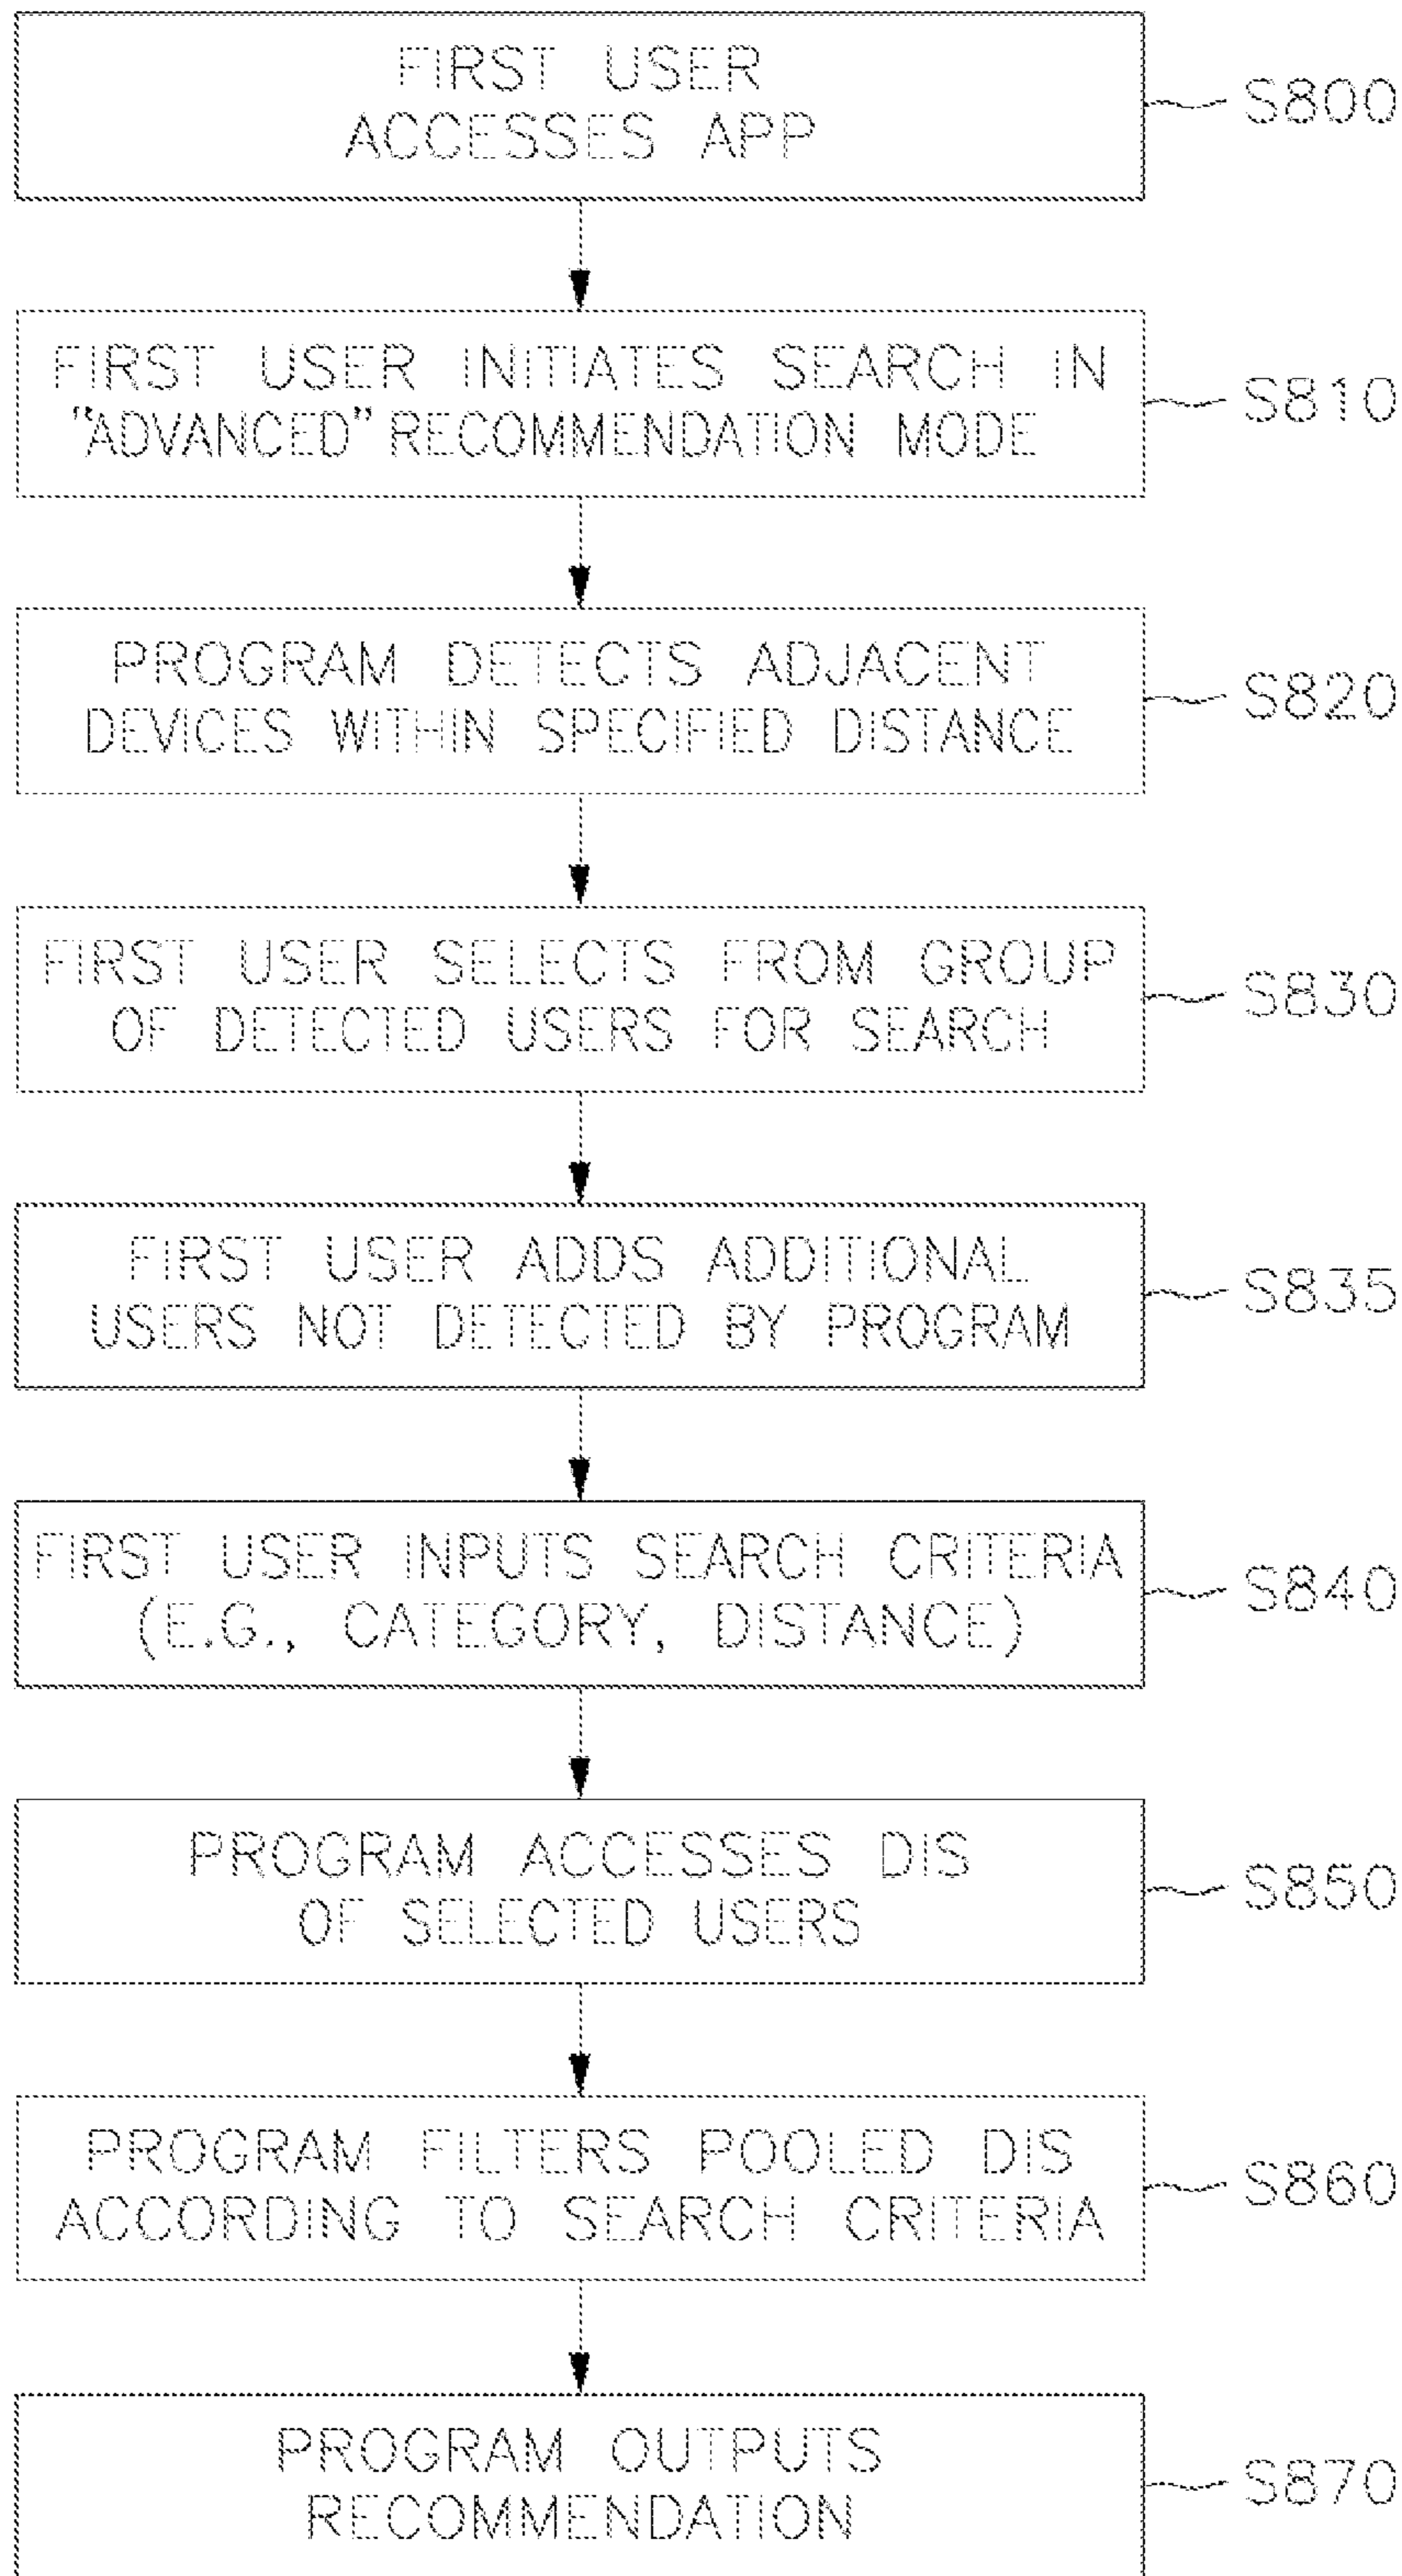 FIRST USER
ACCESSES APP
S800
FIRST USER INITIATES SEARCH IN
"ADVANCED" RECOMMENDATION MODE
S810
PROGRAM DETECTS ADJACENT
DEVICES WITHIN SPECIFIED DISTANCE
S820
FIRST USER SELECTS FROM GROUP
OF DETECTED USERS FOR SEARCH
S830
FIRST USER ADDS ADDITIONAL
USERS NOT DETECTED BY PROGRAM
S835
FIRST USER INPUTS SEARCH CRITERIA
(E.G., CATEGORY, DISTANCE)
S840
PROGRAM ACCESSES DIS
OF SELECTED USERS
S850
PROGRAM FILTERS POOLED DIS
ACCORDING TO SEARCH CRITERIA
S860
PROGRAM OUTPUTS
RECOMMENDATION
S870